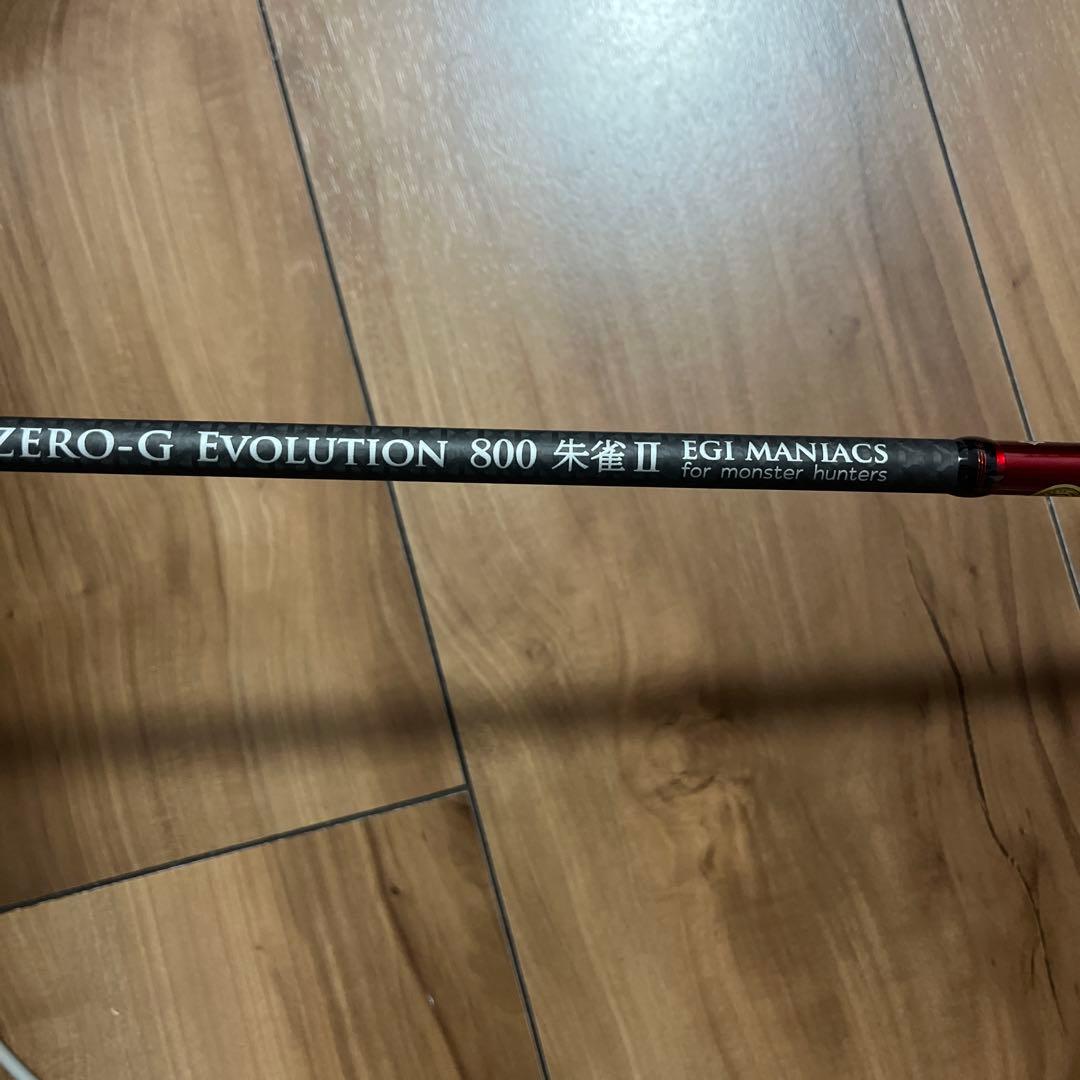 ZERO-G EVOLUTION 800 朱雀II EGI MANIACS
for monster hunters